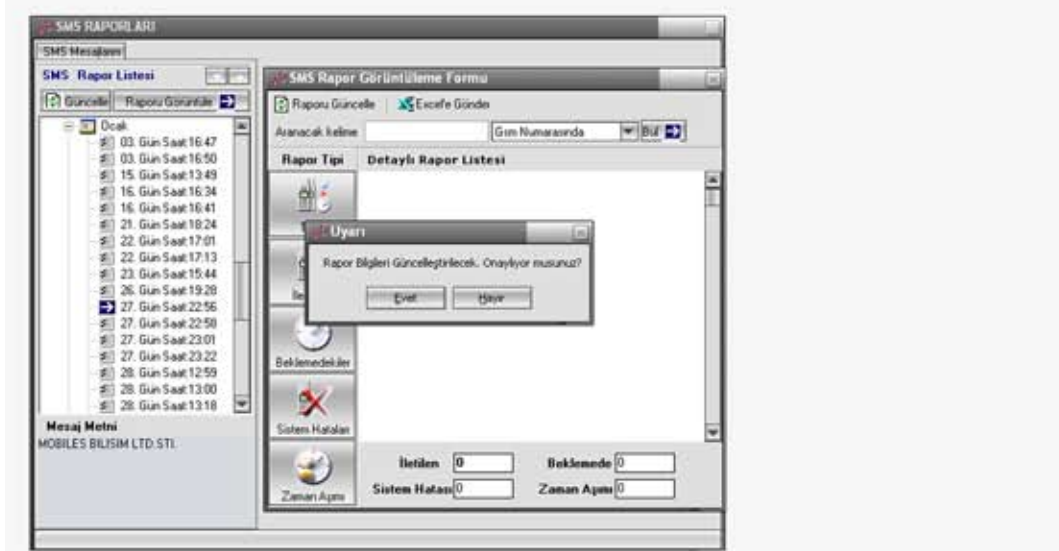 SMS RAPORLARI
SMS Mesajlarım
SMS Rapor Listesi
Güncelle Raporu Görüntüle
Ocak
03. Gün Saat:16:47
03. Gün Saat:16:50
15. Gün Saat:13:49
16. Gün Saat:16:34
16. Gün Saat:16:41
21. Gün Saat:18:24
22. Gün Saat:17:01
22. Gün Saat:17:13
23. Gün Saat:15:44
26. Gün Saat:19:28
27. Gün Saat:22:56
27. Gün Saat:22:58
27. Gün Saat:23:01
27. Gün Saat:23:22
28. Gün Saat:12:59
28. Gün Saat:13:00
28. Gün Saat:13:18
Mesaj Metni
MOBILES BILISIM LTD.STI.
SMS Rapor Görüntüleme Formu
Raporu Güncelle Excel'e Gönder
Aranacak kelime Gsm Numarasında Bul
Rapor Tipi Detaylı Rapor Listesi
Uyarı
Rapor Bilgileri Güncelleştirilecek. Onaylıyor musunuz?
Evet Hayır
Beklemedekiler
Sistem Hataları
Zaman Aşımı
İletilen 0 Beklemede 0
Sistem Hatası 0 Zaman Aşımı 0